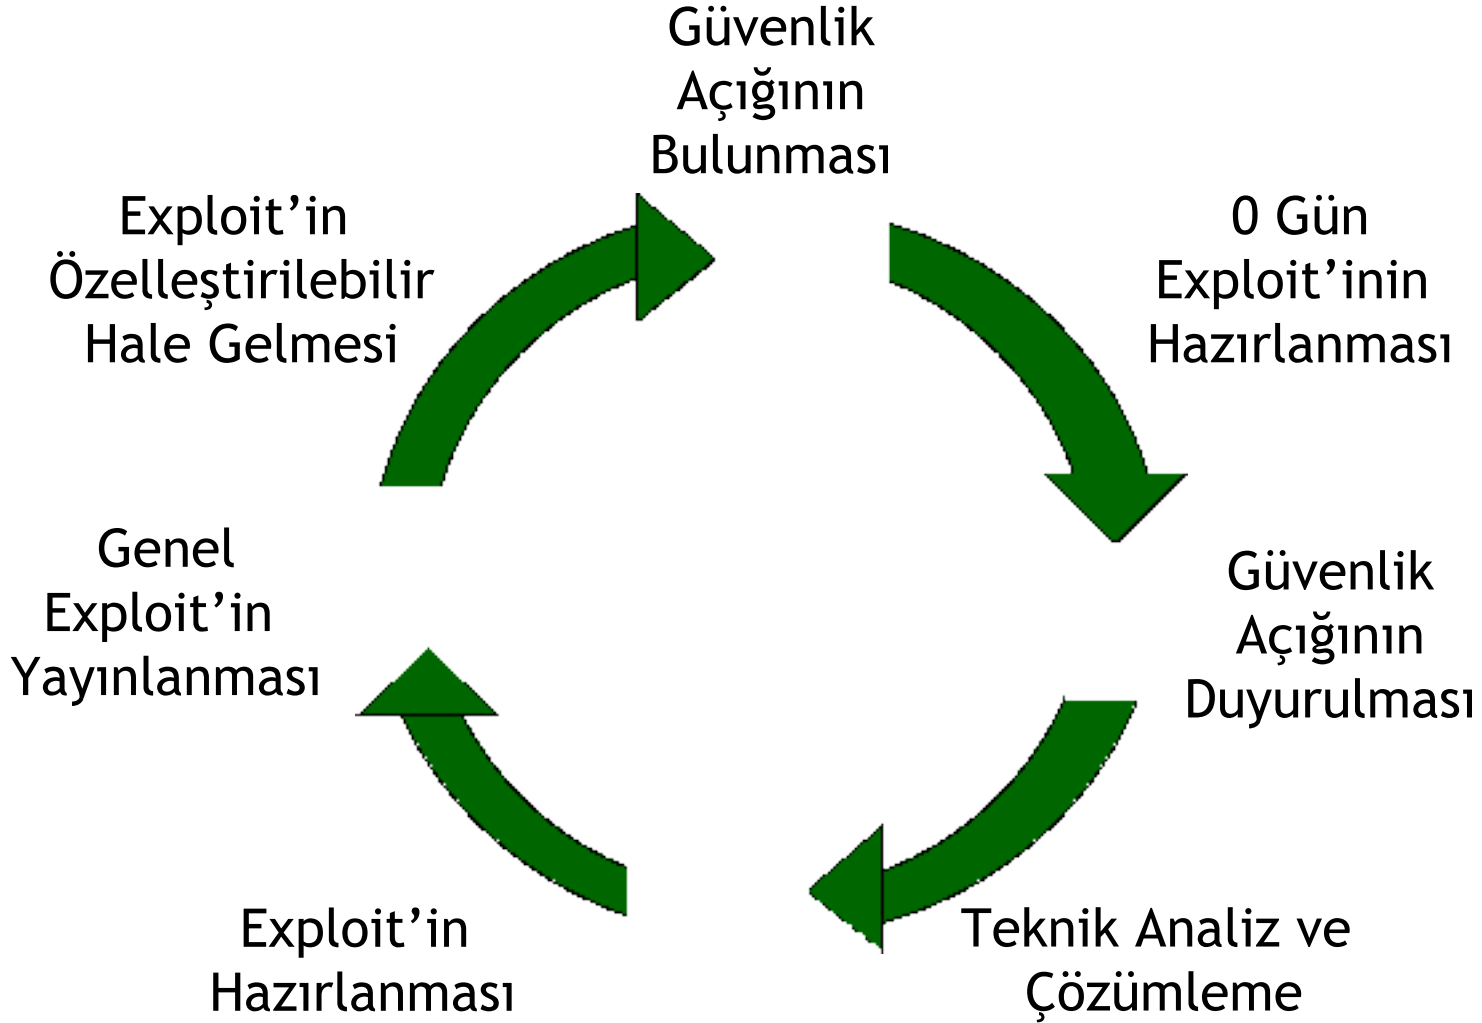 Güvenlik
Açığının
Bulunması
0 Gün
Exploit’inin
Hazırlanması
Güvenlik
Açığının
Duyurulması
Teknik Analiz ve
Çözümleme
Exploit’in
Hazırlanması
Genel
Exploit’in
Yayınlanması
Exploit’in
Özelleştirilebilir
Hale Gelmesi